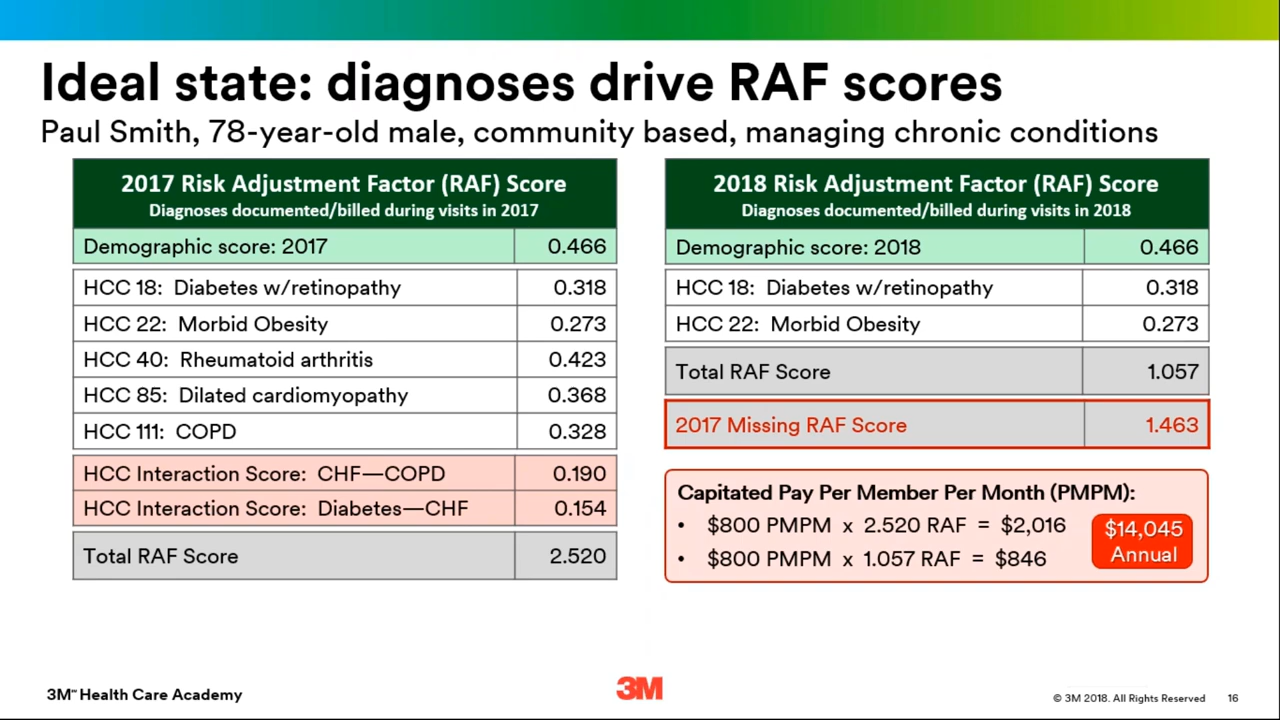 Ideal state: diagnoses drive RAF scores
Paul Smith, 78-year-old male, community based, managing chronic conditions
2017 Risk Adjustment Factor (RAF) Score
Diagnoses documented/billed during visits in 2017
Demographic score: 2017 0.466
HCC 18: Diabetes w/retinopathy 0.318
HCC 22: Morbid Obesity 0.273
HCC 40: Rheumatoid arthritis 0.423
HCC 85: Dilated cardiomyopathy 0.368
HCC 111: COPD 0.328
HCC Interaction Score: CHF—COPD 0.190
HCC Interaction Score: Diabetes—CHF 0.154
Total RAF Score 2.520
2018 Risk Adjustment Factor (RAF) Score
Diagnoses documented/billed during visits in 2018
Demographic score: 2018 0.466
HCC 18: Diabetes w/retinopathy 0.318
HCC 22: Morbid Obesity 0.273
Total RAF Score 1.057
2017 Missing RAF Score 1.463
Capitated Pay Per Member Per Month (PMPM):
• $800 PMPM x 2.520 RAF = $2,016
• $800 PMPM x 1.057 RAF = $846
$14,045
Annual
3M™ Health Care Academy
3M
© 3M 2018. All Rights Reserved 16